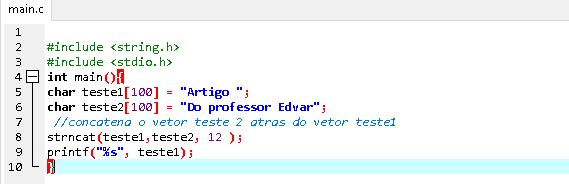 main.c
1
2 #include <string.h>
3 #include <stdio.h>
4 int main(){
5 char teste1[100] = "Artigo ";
6 char teste2[100] = "Do professor Edvar";
7 //concatena o vetor teste 2 atras do vetor teste1
8 strncat(teste1,teste2, 12 );
9 printf("%s", teste1);
10 }